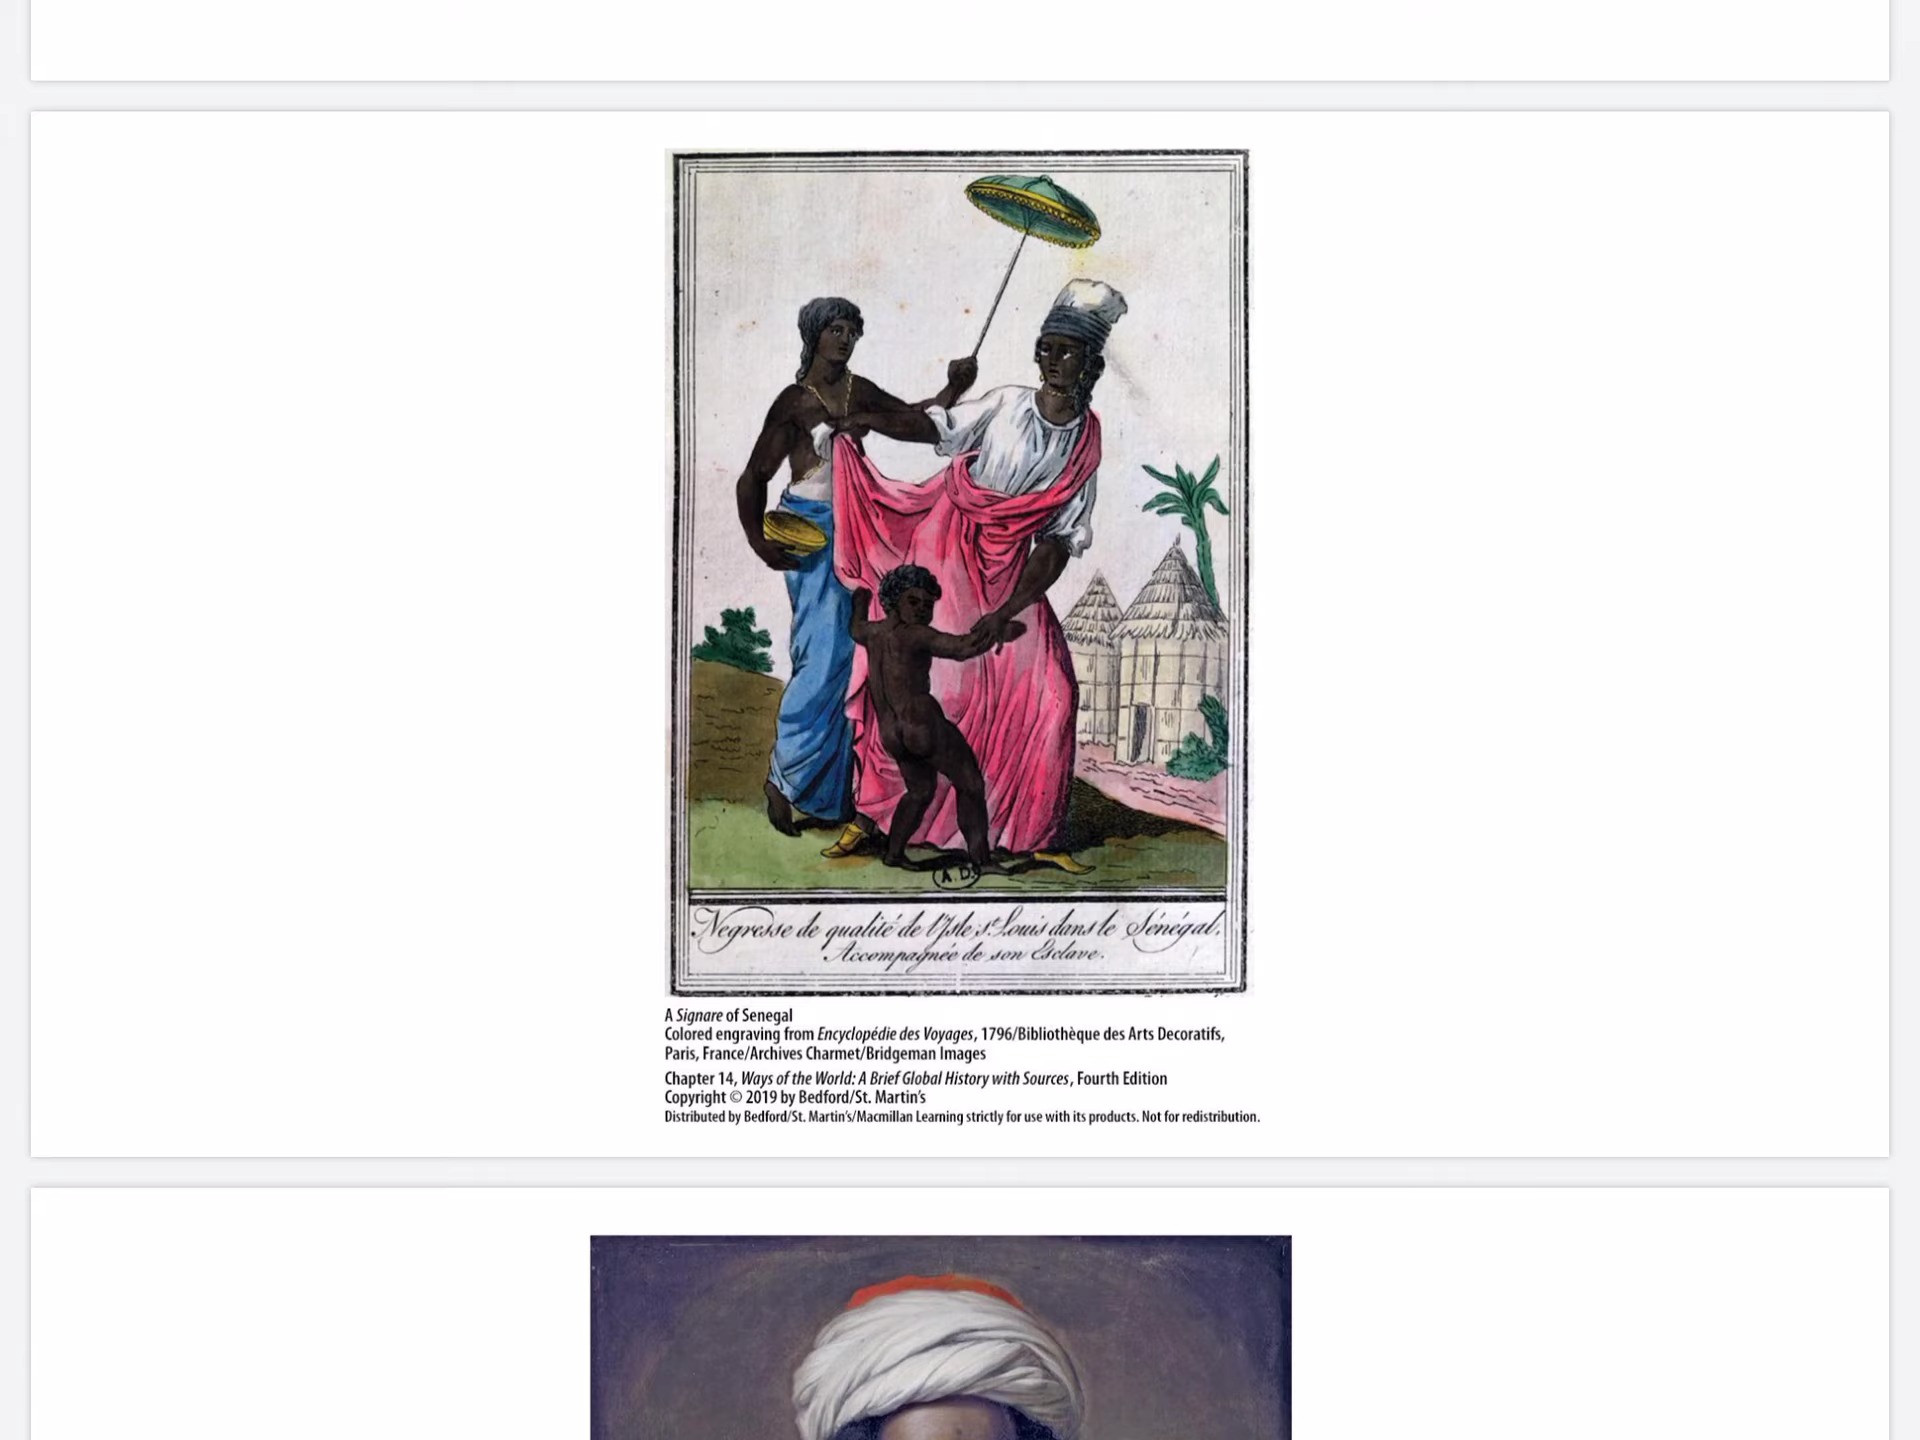 A. D.
Negresse de qualité de l'Isle S.t Louis dans le Sénégal,
Accompagnée de son Esclave.
A Signare of Senegal
Colored engraving from Encyclopédie des Voyages, 1796/Bibliothèque des Arts Decoratifs,
Paris, France/Archives Charmet/Bridgeman Images
Chapter 14, Ways of the World: A Brief Global History with Sources, Fourth Edition
Copyright © 2019 by Bedford/St. Martin's
Distributed by Bedford/St. Martin's/Macmillan Learning strictly for use with its products. Not for redistribution.